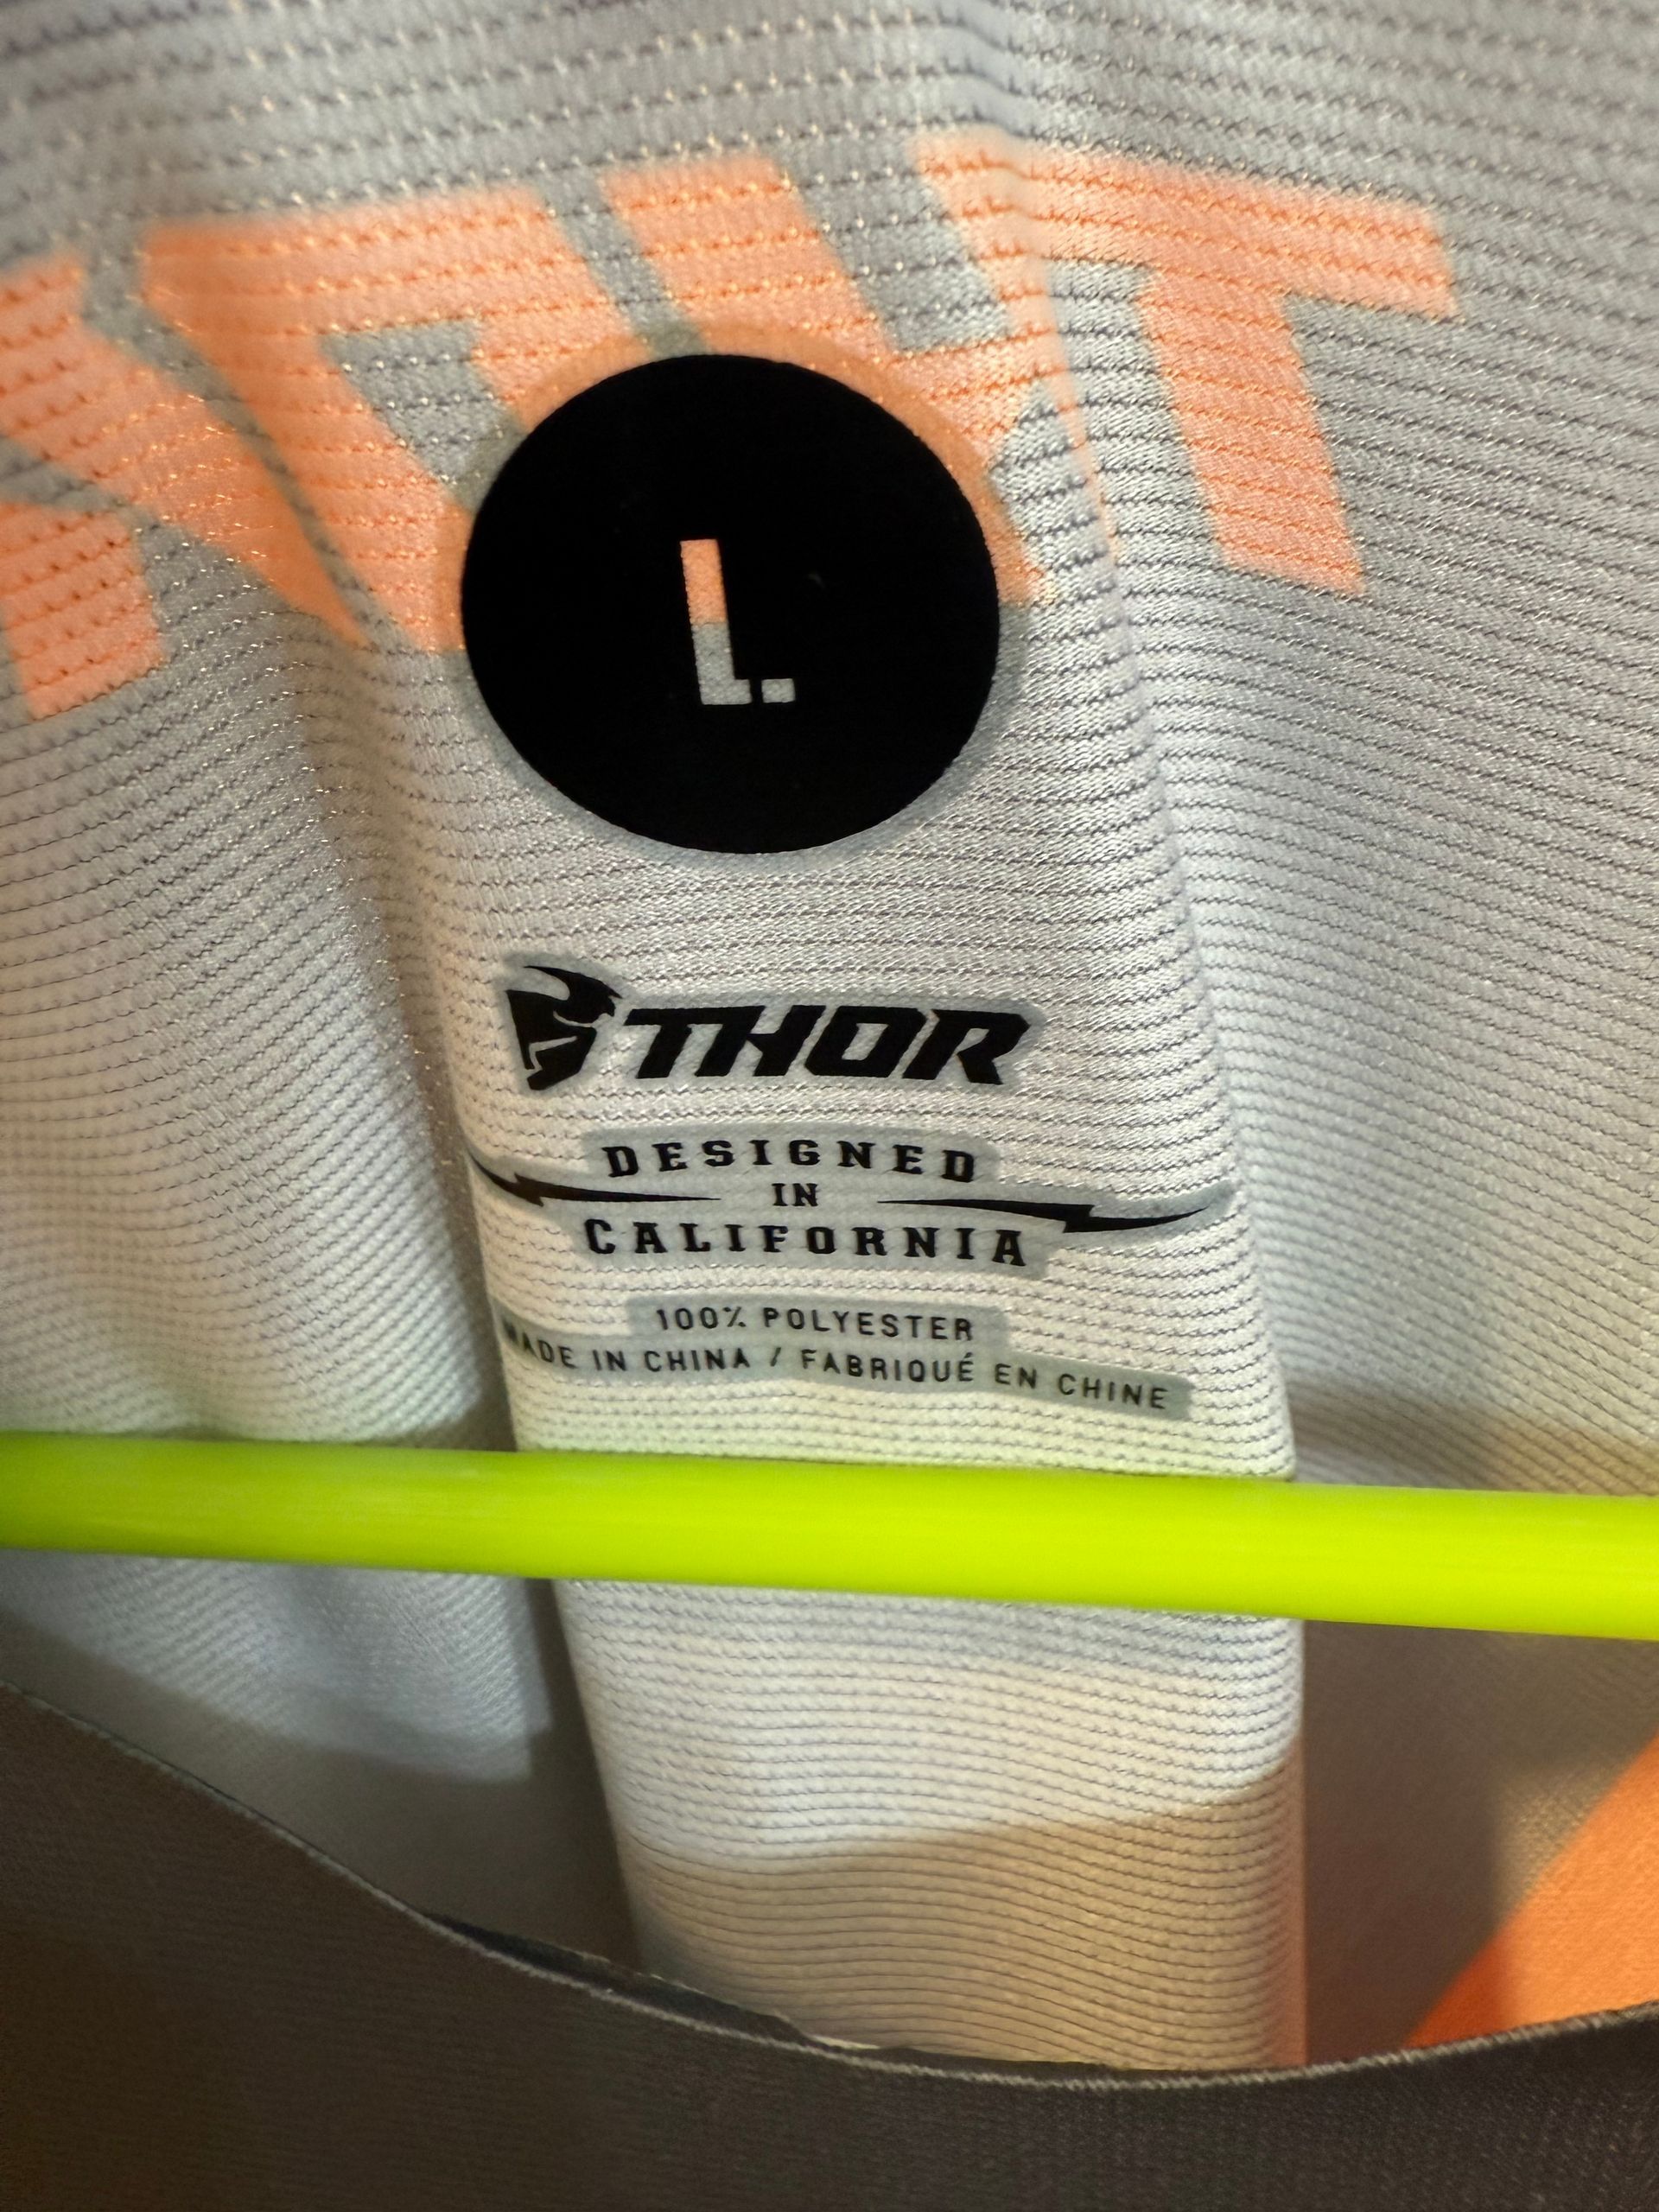 L.
THOR
DESIGNED
IN
CALIFORNIA
100% POLYESTER
MADE IN CHINA / FABRIQUÉ EN CHINE